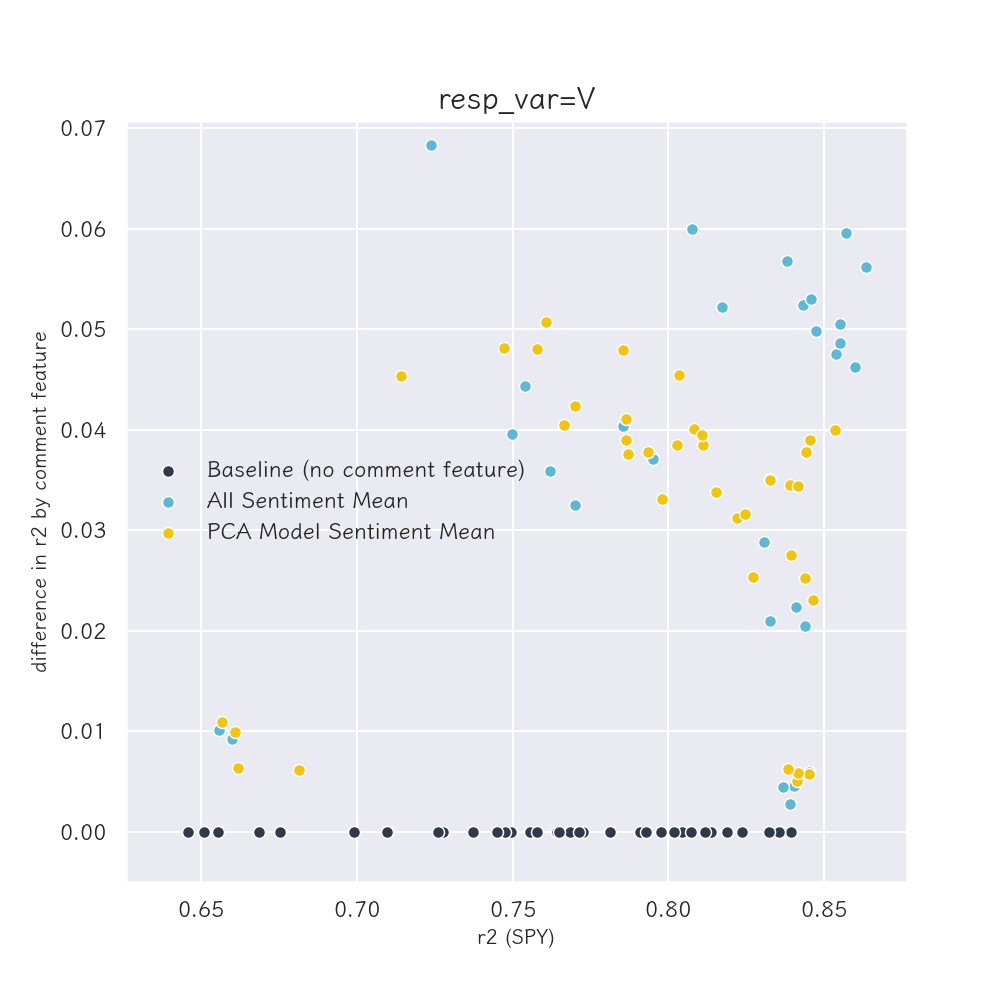 resp_var=V
0.07
0.06
0.05
0.04
0.03
0.02
0.01
0.00
difference in r2 by comment feature
Baseline (no comment feature)
All Sentiment Mean
PCA Model Sentiment Mean
0.65 0.70 0.75 0.80 0.85
r2 (SPY)